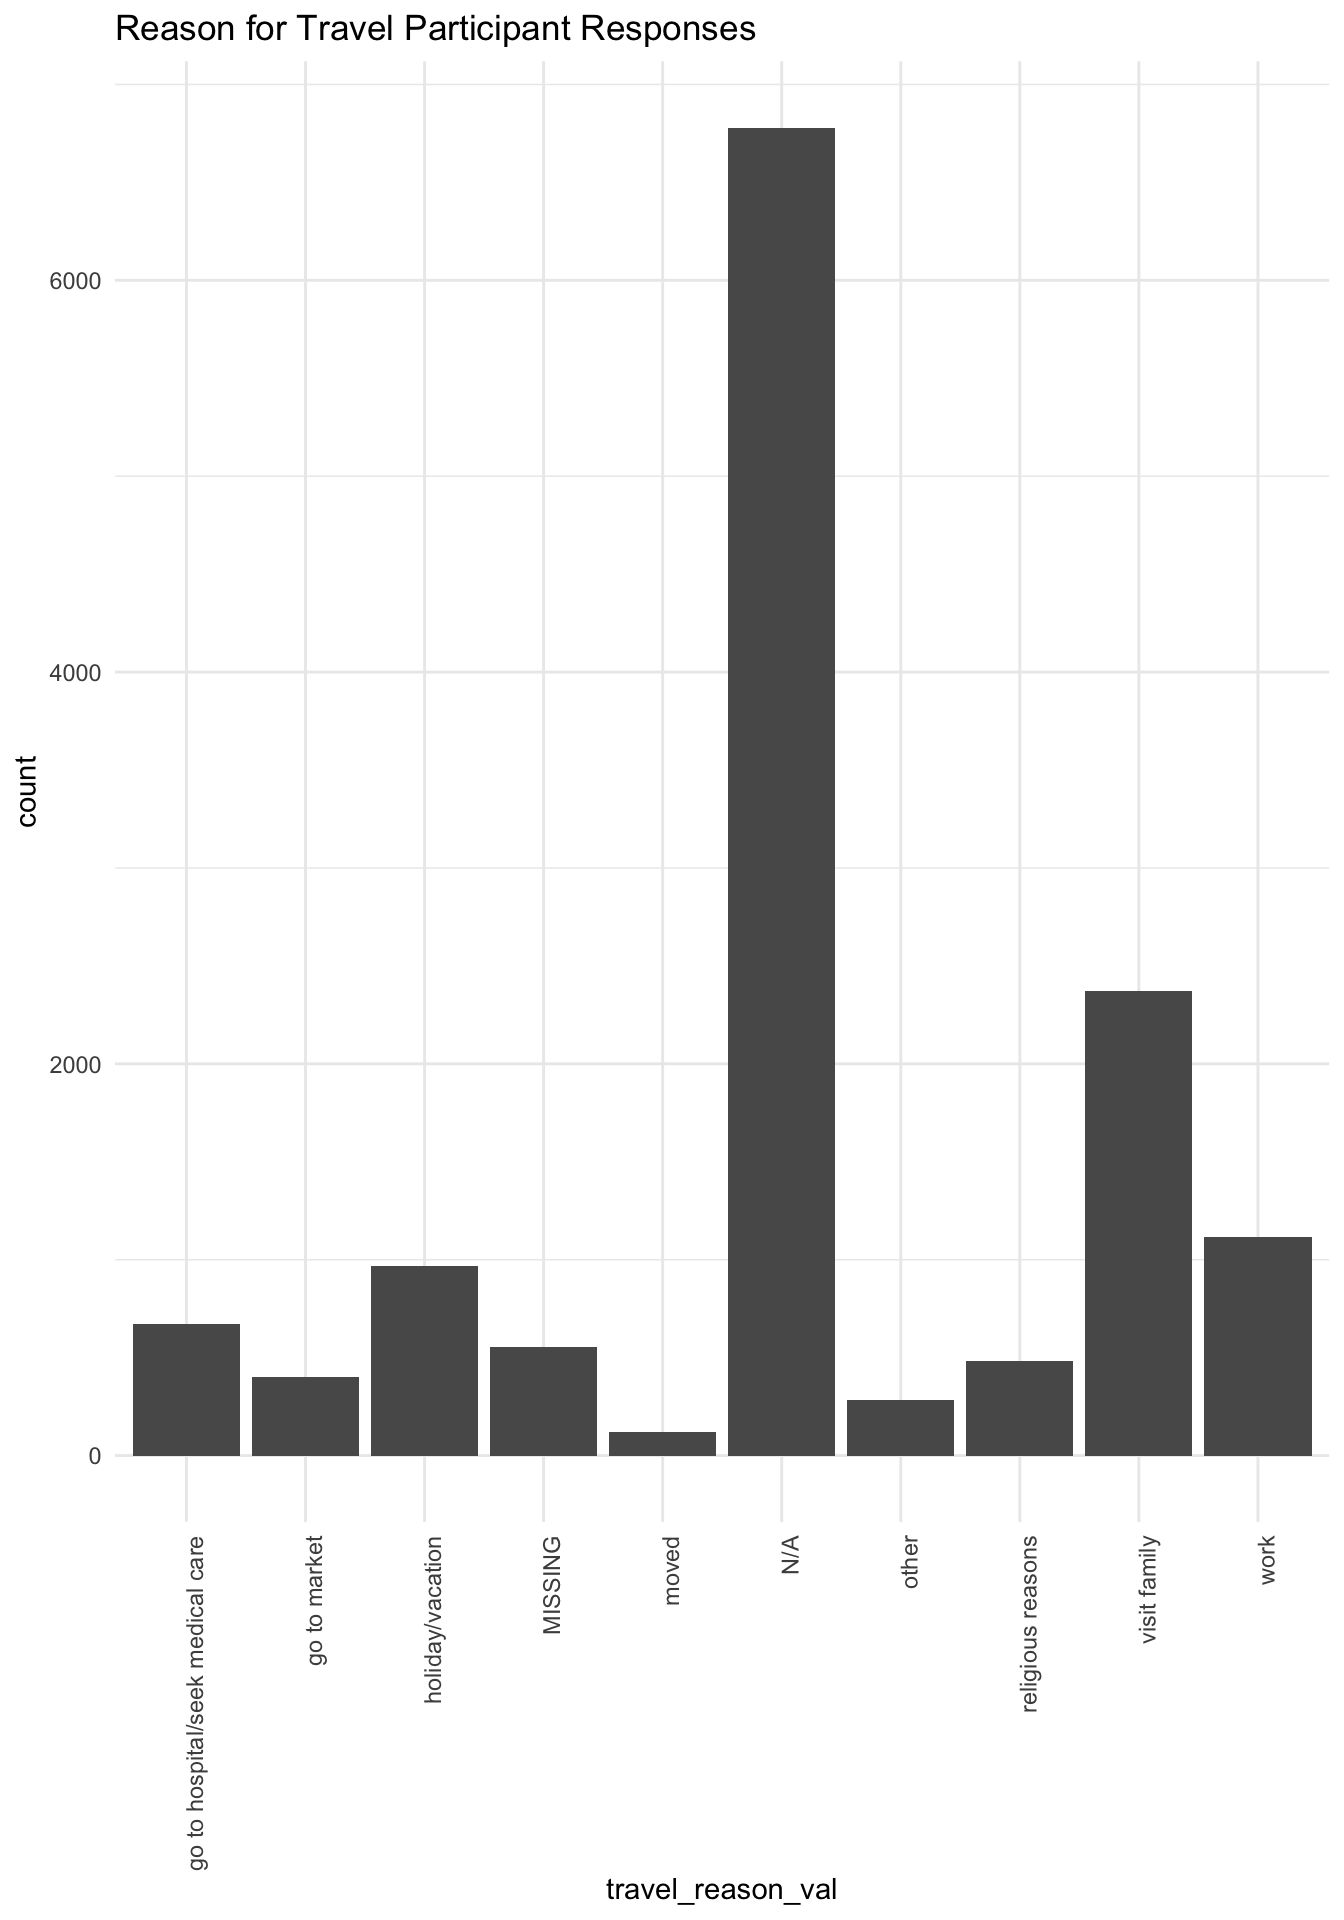 Reason for Travel Participant Responses
6000
4000
2000
0
count
go to hospital/seek medical care
go to market
holiday/vacation
MISSING
moved
N/A
other
religious reasons
visit family
work
travel_reason_val